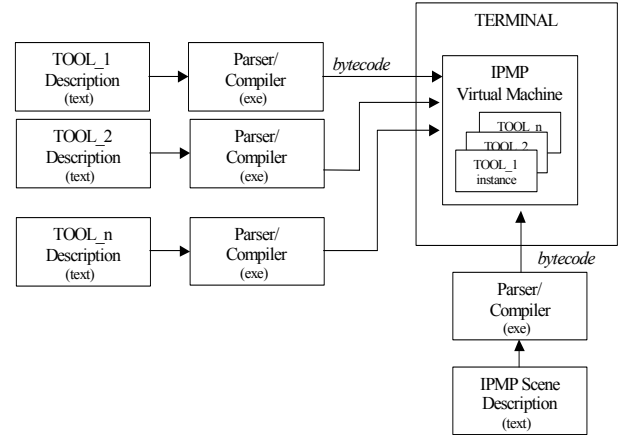 TERMINAL
TOOL_1
Description
(text)
Parser/
Compiler
(exe)
bytecode
IPMP
Virtual Machine
TOOL_n
TOOL_2
TOOL_1
instance
TOOL_2
Description
(text)
Parser/
Compiler
(exe)
TOOL_n
Description
(text)
Parser/
Compiler
(exe)
bytecode
Parser/
Compiler
(exe)
IPMP Scene
Description
(text)